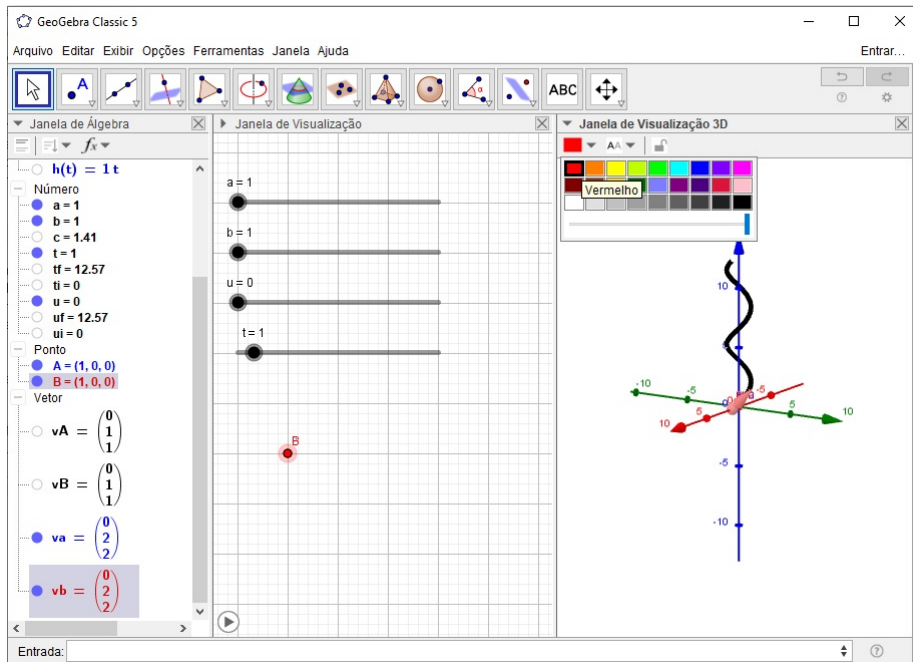 GeoGebra Classic 5
Arquivo Editar Exibir Opções Ferramentas Janela Ajuda
Entrar...
A
α
ABC
Janela de Álgebra
Janela de Visualização
Janela de Visualização 3D
fx
AA
h(t) = 1 t
Número
a = 1
b = 1
c = 1.41
t = 1
tf = 12.57
ti = 0
u = 0
uf = 12.57
ui = 0
Ponto
A = (1, 0, 0)
B = (1, 0, 0)
Vetor
vA = (0
1
1)
vB = (0
1
1)
va = (0
2
2)
vb = (0
2
2)
a = 1
b = 1
u = 0
t = 1
B
Vermelho
10
-10
-5
-5
0
5
5
10
10
-5
-10
Entrada: